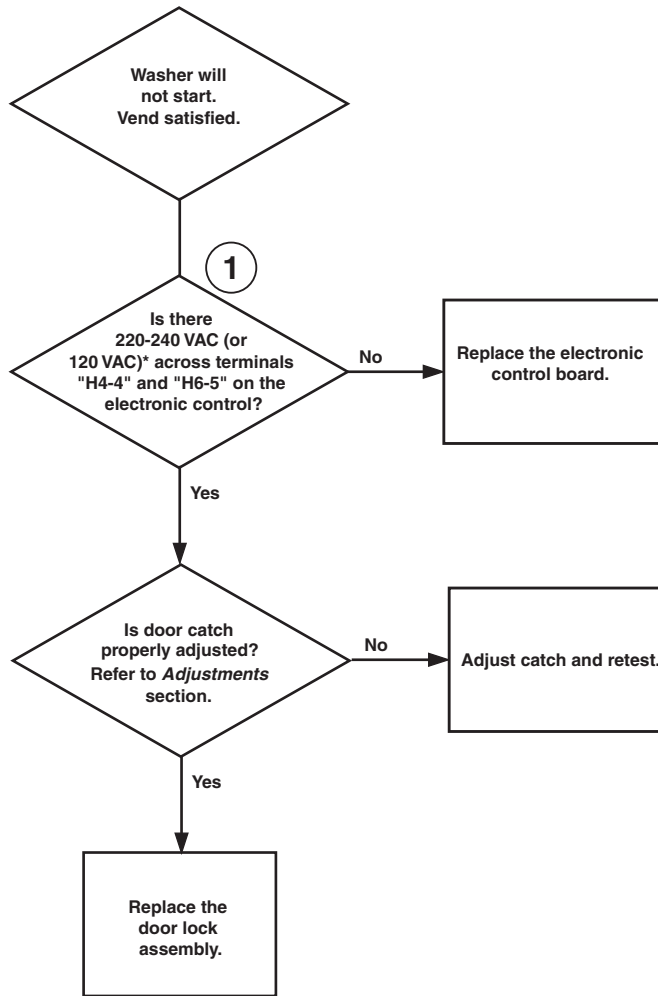 Washer will
not start.
Vend satisfied.
1
Is there
220-240 VAC (or
120 VAC)* across terminals
"H4-4" and "H6-5" on the
electronic control?
No
Replace the electronic
control board.
Yes
Is door catch
properly adjusted?
Refer to Adjustments
section.
No
Adjust catch and retest.
Yes
Replace the
door lock
assembly.